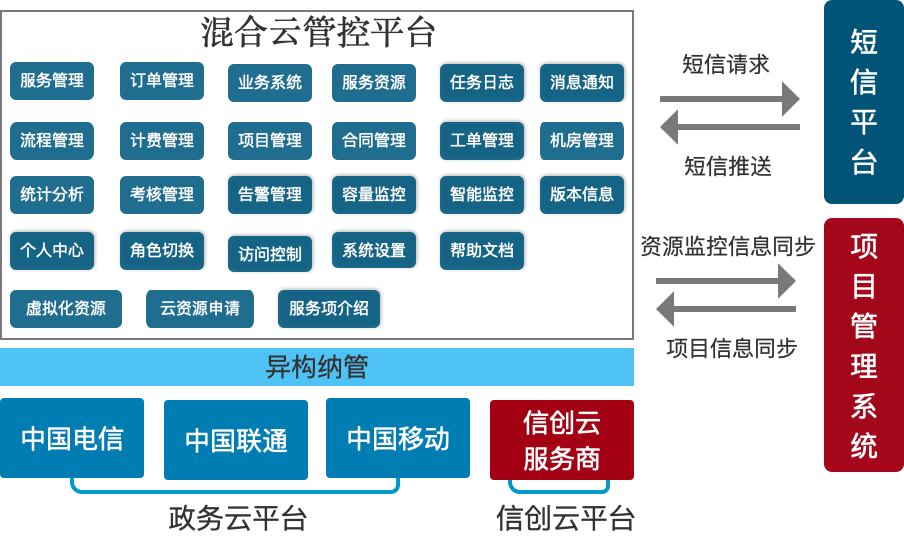 混合云管控平台
服务管理 订单管理 业务系统 服务资源 任务日志 消息通知
流程管理 计费管理 项目管理 合同管理 工单管理 机房管理
统计分析 考核管理 告警管理 容量监控 智能监控 版本信息
个人中心 角色切换 访问控制 系统设置 帮助文档
虚拟化资源 云资源申请 服务项介绍
短信请求
短信推送
短信平台
资源监控信息同步
项目信息同步
项目管理系统
异构纳管
中国电信 中国联通 中国移动
信创云
服务商
政务云平台 信创云平台